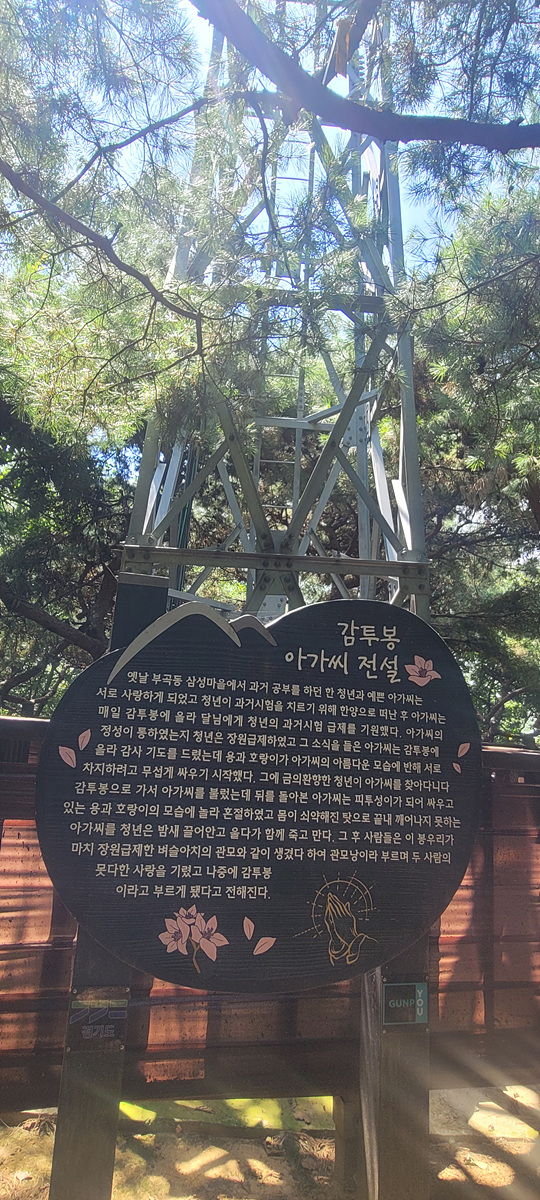 감투봉
아가씨 전설
옛날 부곡동 삼성마을에서 과거 공부를 하던 한 청년과 예쁜 아가씨는
서로 사랑하게 되었고 청년이 과거시험을 치르기 위해 한양으로 떠난 후 아가씨는
매일 감투봉에 올라 달님에게 청년의 과거시험 급제를 기원했다. 아가씨의
정성이 통하였는지 청년은 장원급제하였고 그 소식을 들은 아가씨는 감투봉에
올라 감사 기도를 드렸는데 용과 호랑이가 아가씨의 아름다운 모습에 반해 서로
차지하려고 무섭게 싸우기 시작했다. 그에 금의환향한 청년이 아가씨를 찾아다니다
감투봉으로 가서 아가씨를 불렀는데 뒤를 돌아본 아가씨는 피투성이가 되어 싸우고
있는 용과 호랑이의 모습에 놀라 혼절하였고 몸이 쇠약해진 탓으로 끝내 깨어나지 못하는
아가씨를 청년은 밤새 끌어안고 울다가 함께 죽고 만다. 그 후 사람들은 이 봉우리가
마치 장원급제한 벼슬아치의 관모와 같이 생겼다 하여 관모낭이라 부르며 두 사람의
못다한 사랑을 기렸고 나중에 감투봉
이라고 부르게 됐다고 전해진다.
경기도
GUNPO
YOU